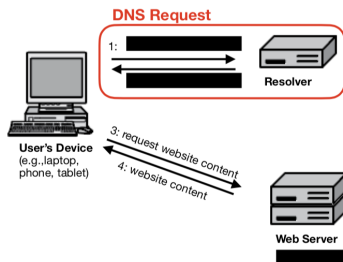 DNS Request
1:
Resolver
User's Device
(e.g.,laptop,
phone, tablet)
3: request website content
4: website content
Web Server